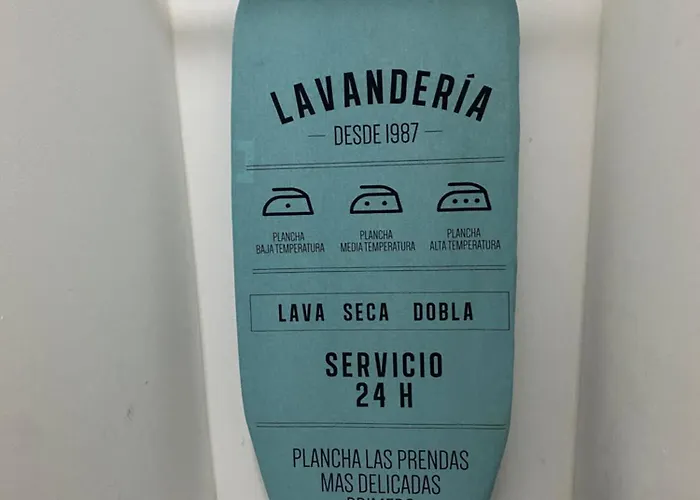 LAVANDERÍA
DESDE 1987
PLANCHA
BAJA TEMPERATURA
PLANCHA
MEDIA TEMPERATURA
PLANCHA
ALTA TEMPERATURA
LAVA SECA DOBLA
SERVICIO
24 H
PLANCHA LAS PRENDAS
MAS DELICADAS
PRIMERO